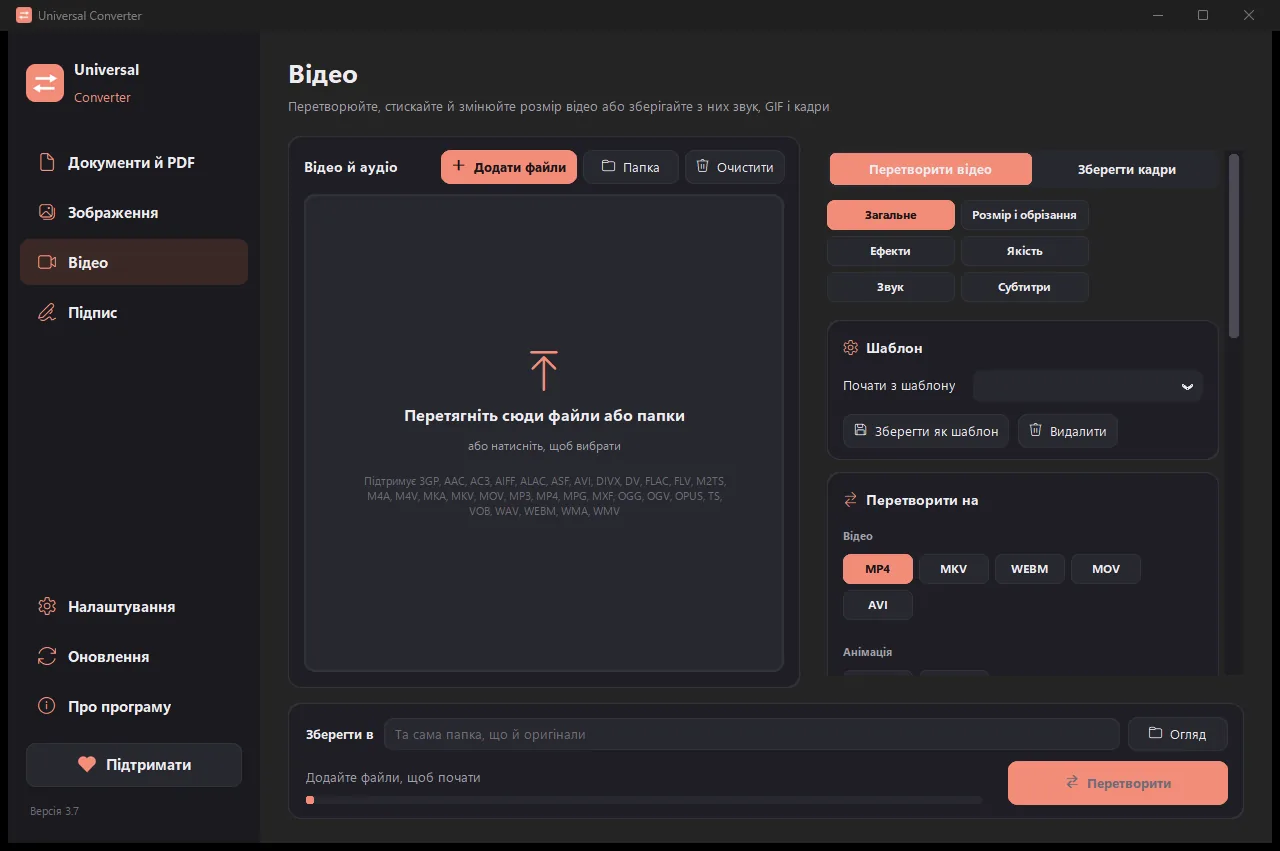 Universal Converter
Universal
Converter
Документи й PDF
Зображення
Відео
Підпис
Налаштування
Оновлення
Про програму
Підтримати
Версія 3.7
Відео
Перетворюйте, стискайте й змінюйте розмір відео або зберігайте з них звук, GIF і кадри
Відео й аудіо
Додати файли
Папка
Очистити
Перетягніть сюди файли або папки
або натисніть, щоб вибрати
Підтримує 3GP, AAC, AC3, AIFF, ALAC, ASF, AVI, DIVX, DV, FLAC, FLV, M2TS,
M4A, M4V, MKA, MKV, MOV, MP3, MP4, MPG, MXF, OGG, OGV, OPUS, TS,
VOB, WAV, WEBM, WMA, WMV
Перетворити відео
Зберегти кадри
Загальне
Розмір і обрізання
Ефекти
Якість
Звук
Субтитри
Шаблон
Почати з шаблону
Зберегти як шаблон
Видалити
Перетворити на
Відео
MP4
MKV
WEBM
MOV
AVI
Анімація
Зберегти в
Та сама папка, що й оригінали
Огляд
Додайте файли, щоб почати
Перетворити